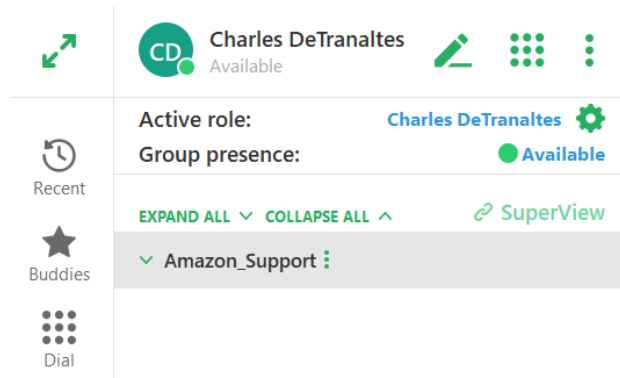 CD
Charles DeTranaltes
Available
Active role: Charles DeTranaltes
Group presence: Available
Recent
EXPAND ALL COLLAPSE ALL SuperView
Amazon_Support
Buddies
Dial